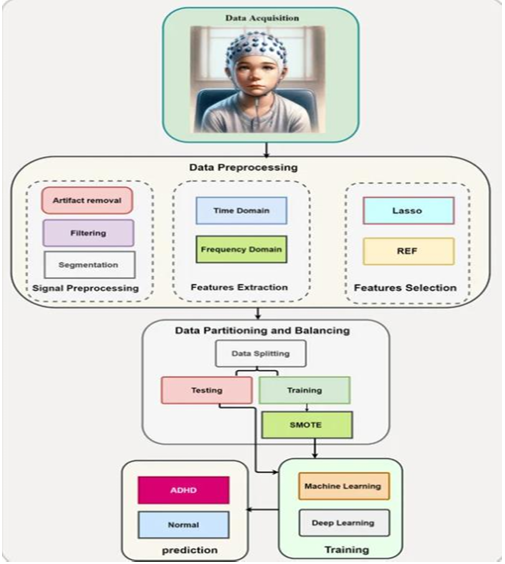 Data Acquisition
Data Preprocessing
Artifact removal
Filtering
Segmentation
Signal Preprocessing
Time Domain
Frequency Domain
Features Extraction
Lasso
REF
Features Selection
Data Partitioning and Balancing
Data Splitting
Testing
Training
SMOTE
ADHD
Normal
prediction
Machine Learning
Deep Learning
Training